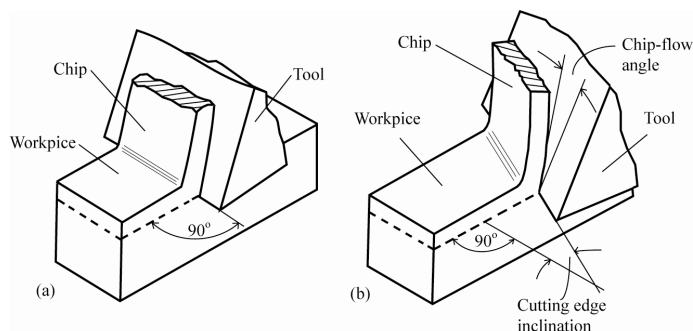 Chip
Tool
Workpice
90°
(a)
Chip
Chip-flow
angle
Workpice
Tool
90°
(b)
Cutting edge
inclination